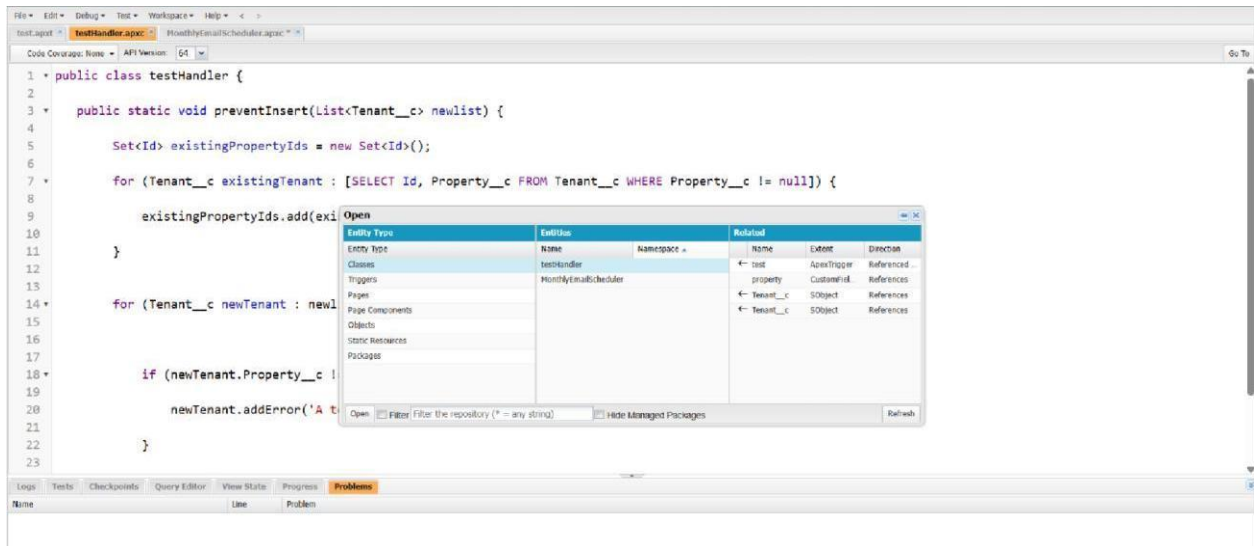 File Edit Debug Test Workspace Help < >
test.apxt testHandler.apxc MonthlyEmailScheduler.apxc *
Code Coverage: None API Version: 64 Go To
1 public class testHandler {
2
3 public static void preventInsert(List<Tenant__c> newlist) {
4
5 Set<Id> existingPropertyIds = new Set<Id>();
6
7 for (Tenant__c existingTenant : [SELECT Id, Property__c FROM Tenant__c WHERE Property__c != null]) {
8
9 existingPropertyIds.add(exi
10
11 }
12
13
14 for (Tenant__c newTenant : newl
15
16
17
18 if (newTenant.Property__c !
19
20 newTenant.addError('A t
21
22 }
23
Open
Entity Type Entities Related
Entity Type Name Namespace Name Extent Direction
Classes testHandler ← test ApexTrigger Referenced ...
Triggers MonthlyEmailScheduler property CustomFiel... References
Pages ← Tenant__c SObject References
Page Components ← Tenant__c SObject References
Objects
Static Resources
Packages
Open Filter Filter the repository (* = any string) Hide Managed Packages Refresh
Logs Tests Checkpoints Query Editor View State Progress Problems
Name Line Problem